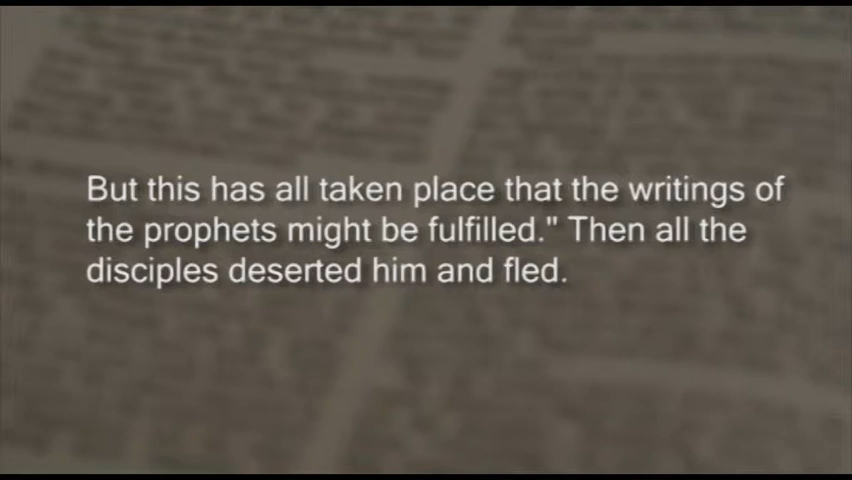 But this has all taken place that the writings of
the prophets might be fulfilled." Then all the
disciples deserted him and fled.